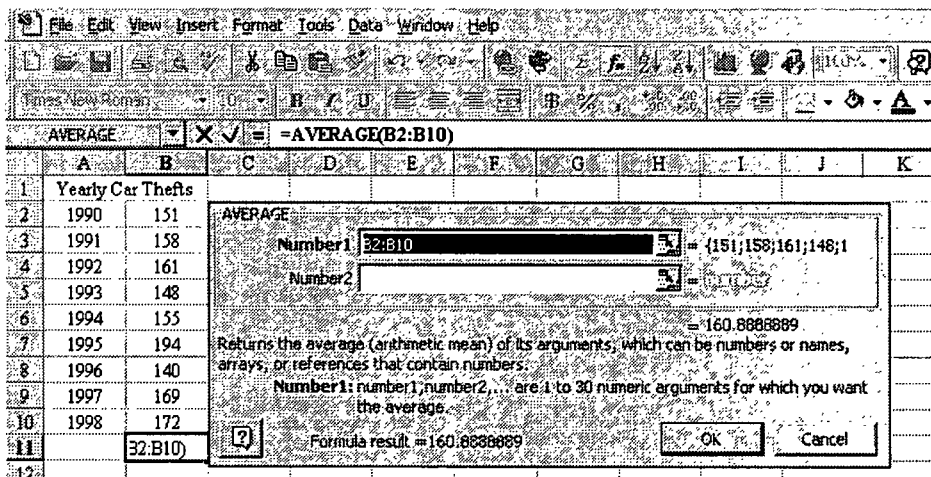 File Edit View Insert Format Tools Data Window Help
Times New Roman 10 B I U
AVERAGE =AVERAGE(B2:B10)
A B C D E F G H I J K
1 Yearly Car Thefts
2 1990 151
3 1991 158
4 1992 161
5 1993 148
6 1994 155
7 1995 194
8 1996 140
9 1997 169
10 1998 172
11 B2:B10)
12
AVERAGE
Number1 B2:B10 = {151;158;161;148;1
Number2 =
= 160.8888889
Returns the average (arithmetic mean) of its arguments, which can be numbers or names,
arrays, or references that contain numbers.
Number1: number1,number2,... are 1 to 30 numeric arguments for which you want
the average.
Formula result =160.8888889
OK Cancel